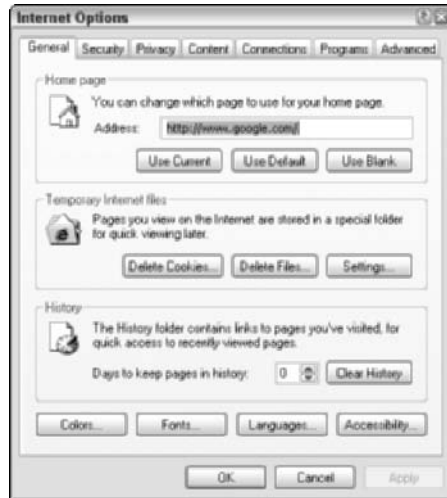 Internet Options
General Security Privacy Content Connections Programs Advanced
Home page
You can change which page to use for your home page.
Address: http://www.google.com/
Use Current Use Default Use Blank
Temporary Internet files
Pages you view on the Internet are stored in a special folder
for quick viewing later.
Delete Cookies... Delete Files... Settings...
History
The History folder contains links to pages you've visited, for
quick access to recently viewed pages.
Days to keep pages in history: 0 Clear History
Colors... Fonts... Languages... Accessibility...
OK Cancel Apply